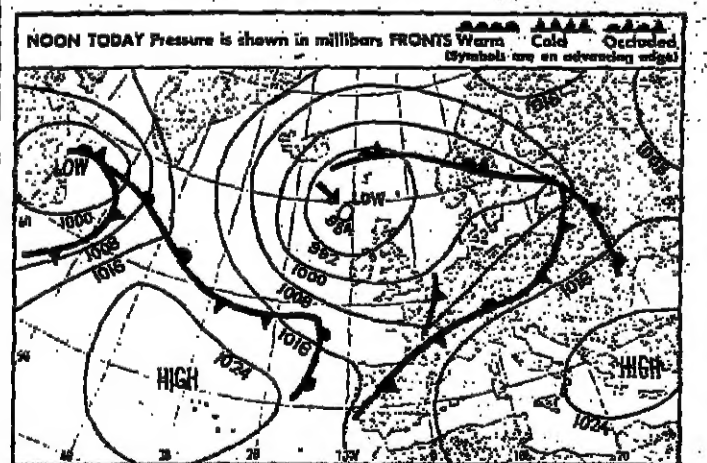 NOON TODAY Pressure is shown in millibars FRONTS Warm Cold Occluded
(Symbols are on advancing edge)
1016
LOW
LOW
984
1000
992
1008
1000
1016
1008
1016
1016
HIGH
1024
HIGH
1024